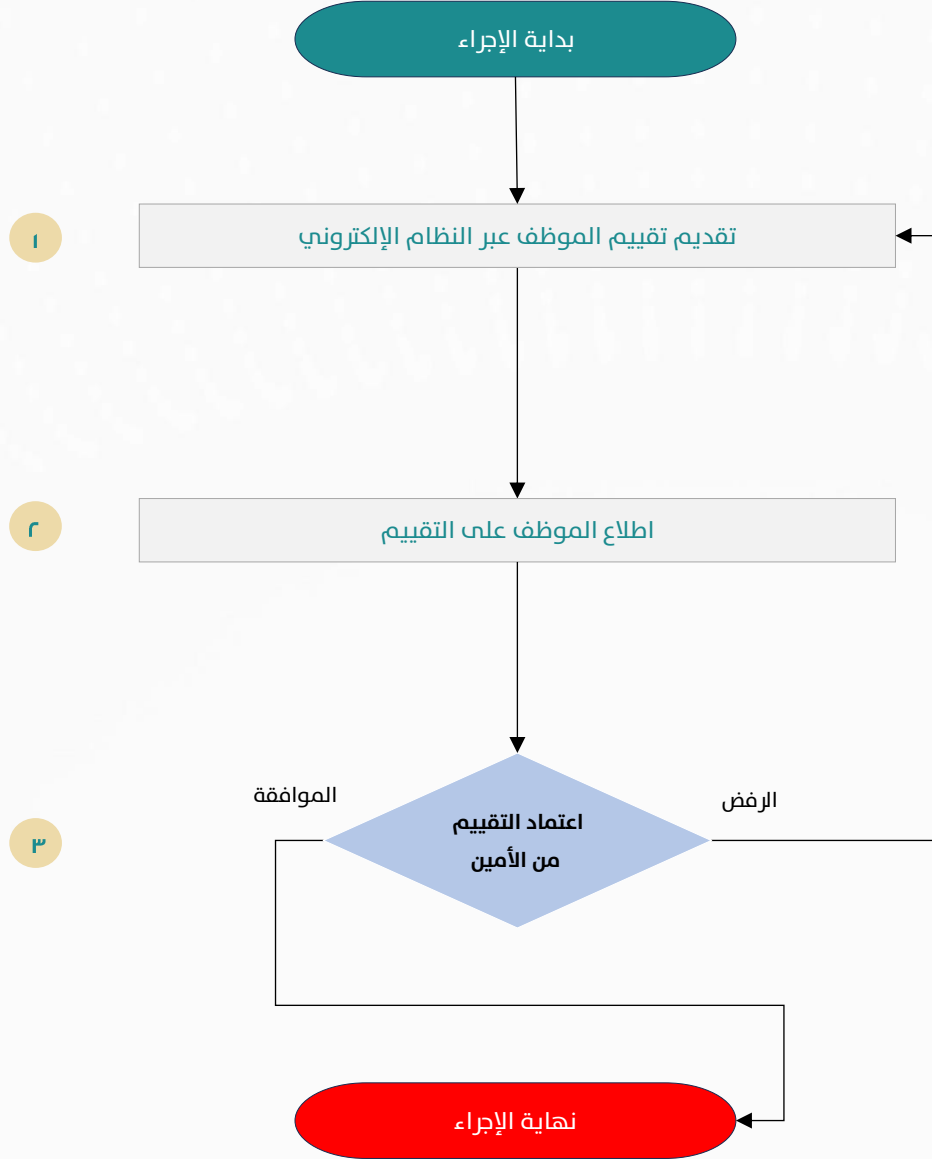 بداية الإجراء
١
تقديم تقييم الموظف عبر النظام الإلكتروني
٢
اطلاع الموظف على التقييم
الرفض
الموافقة
٣
اعتماد التقييم
من الأمين
نهاية الإجراء